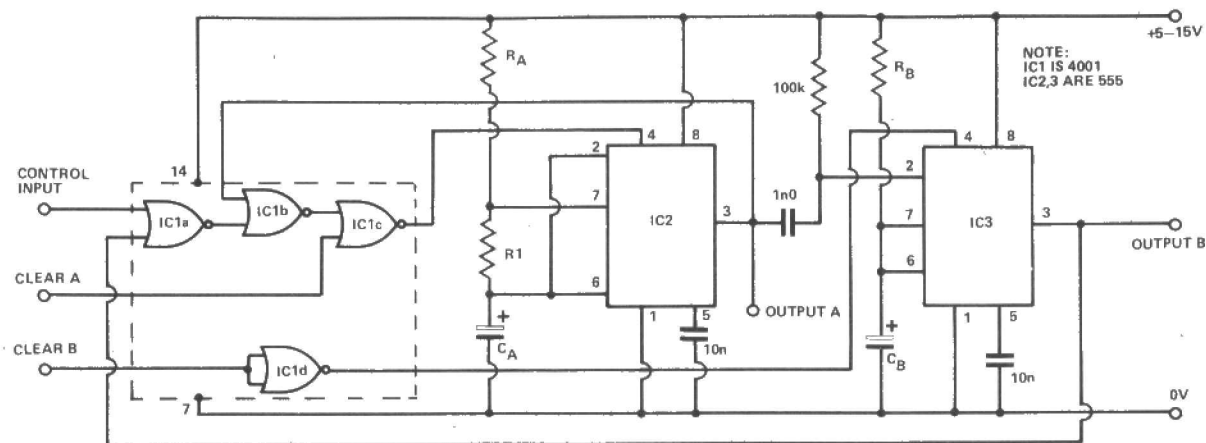 +5–15V
NOTE:
IC1 IS 4001
IC2,3 ARE 555
RA
RB
100k
4
8
4
8
CONTROL
INPUT
14
2
2
1n0
IC1a
IC1b
IC1c
7
IC2
3
7
IC3
3
OUTPUT B
R1
6
6
CLEAR A
1
5
OUTPUT A
1
5
+
CA
10n
+
CB
10n
CLEAR B
IC1d
7
0V